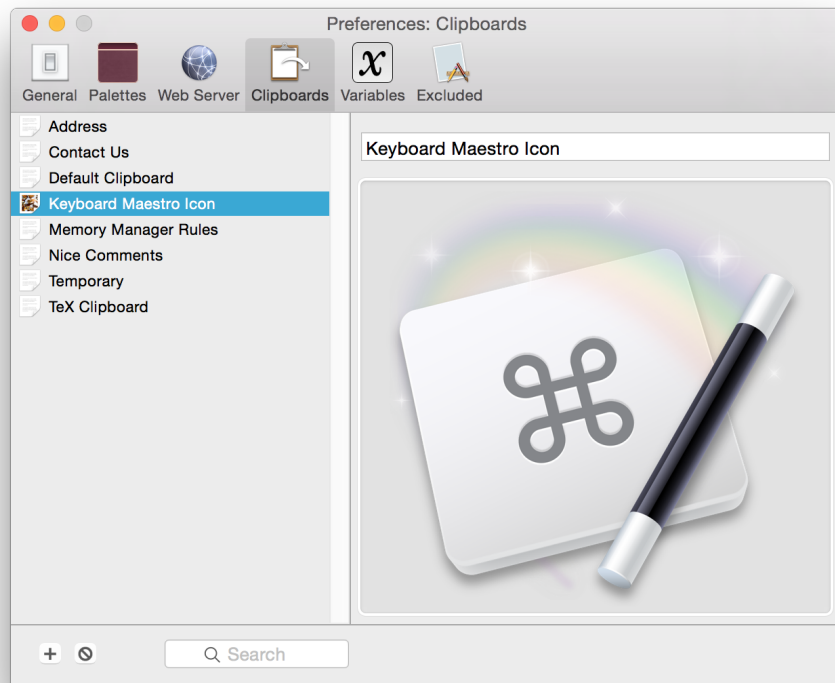 Preferences: Clipboards
General Palettes Web Server Clipboards Variables Excluded
Address
Contact Us
Default Clipboard
Keyboard Maestro Icon
Memory Manager Rules
Nice Comments
Temporary
TeX Clipboard
Keyboard Maestro Icon
Search